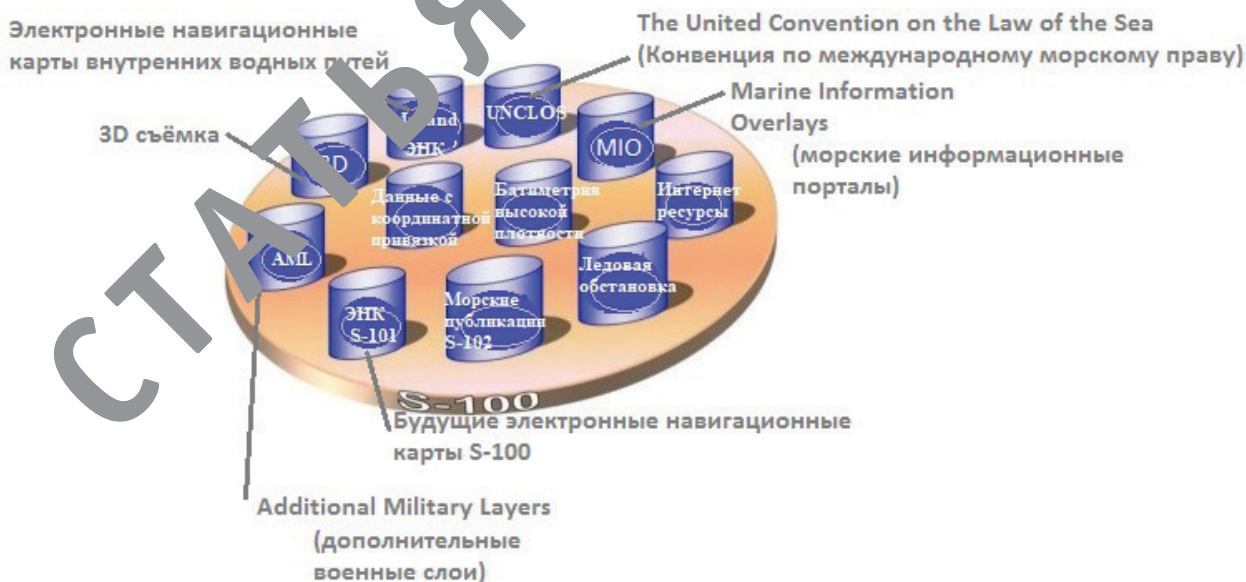 Электронные навигационные
карты внутренних водных путей
The United Convention on the Law of the Sea
(Конвенция по международному морскому праву)
Marine Information
Overlays
(морские информационные
порталы)
3D съёмка
ЭНК
UNCLOS
MIO
Данные с
координатной
привязкой
Батиметрия
высокой
плотности
Интернет
ресурсы
AML
Ледовая
обстановка
ЭНК
S-101
Морские
публикации
S-102
S-100
Будущие электронные навигационные
карты S-100
Additional Military Layers
(дополнительные
военные слои)
СТАТЬЯ